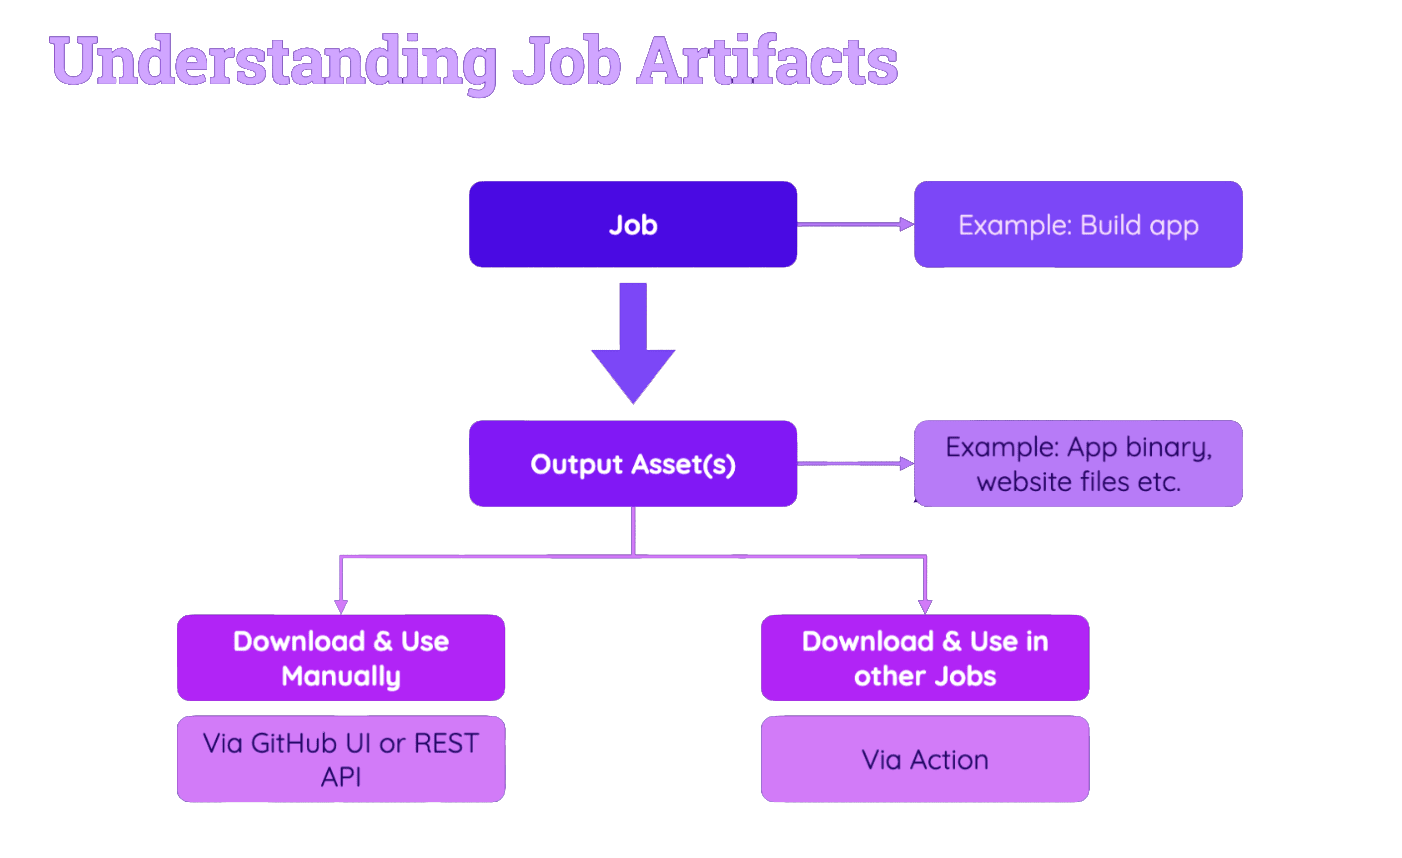 Understanding Job Artifacts
Job
Example: Build app
Output Asset(s)
Example: App binary,
website files etc.
Download & Use
Manually
Via GitHub UI or REST
API
Download & Use in
other Jobs
Via Action